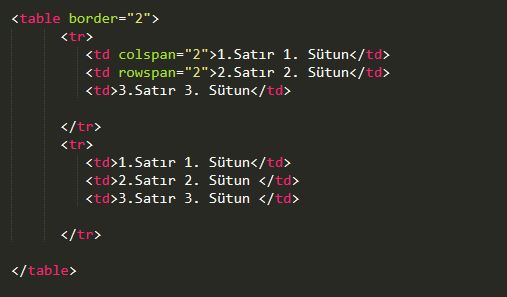 <table border="2">
<tr>
<td colspan="2">1.Satır 1. Sütun</td>
<td rowspan="2">2.Satır 2. Sütun</td>
<td>3.Satır 3. Sütun</td>
</tr>
<tr>
<td>1.Satır 1. Sütun</td>
<td>2.Satır 2. Sütun </td>
<td>3.Satır 3. Sütun </td>
</tr>
</table>